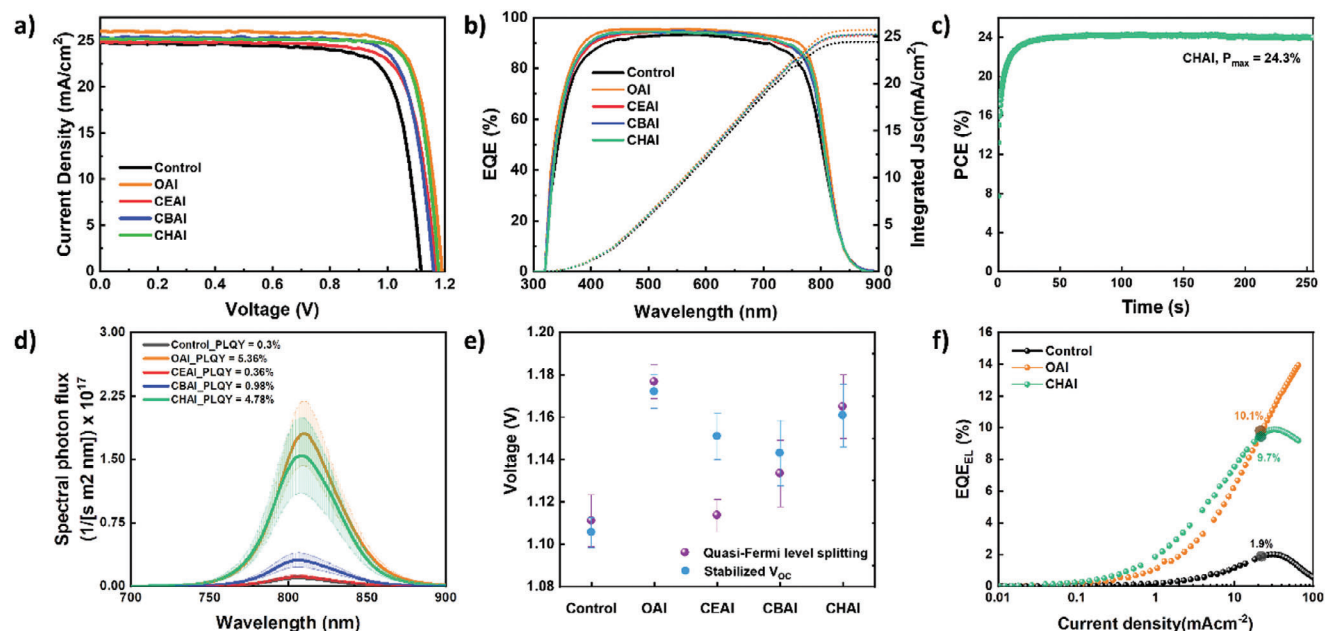 a)
Current Density (mA/cm²)
30
25
20
15
10
5
0
Control
OAI
CEAI
CBAI
CHAI
0.0 0.2 0.4 0.6 0.8 1.0 1.2
Voltage (V)
b)
EQE (%)
100
90
80
70
60
50
40
30
20
10
0
Control
OAI
CEAI
CBAI
CHAI
25
20
15
10
5
0
Integrated Jsc(mA/cm²)
300 400 500 600 700 800 900
Wavelength (nm)
c)
PCE (%)
28
24
20
16
12
8
4
0
CHAI, Pmax = 24.3%
0 50 100 150 200 250
Time (s)
d)
Spectral photon flux
(1/[s m2 nm]) x 10¹⁷
3.00
2.25
1.50
0.75
0.00
Control_PLQY = 0.3%
OAI_PLQY = 5.36%
CEAI_PLQY = 0.36%
CBAI_PLQY = 0.98%
CHAI_PLQY = 4.78%
700 750 800 850 900
Wavelength (nm)
e)
Voltage (V)
1.20
1.18
1.16
1.14
1.12
1.10
1.08
Quasi-Fermi level splitting
Stabilized VOC
Control OAI CEAI CBAI CHAI
f)
EQEEL (%)
16
14
12
10
8
6
4
2
0
Control
OAI
CHAI
10.1%
9.7%
1.9%
0.01 0.1 1 10 100
Current density(mAcm-²)